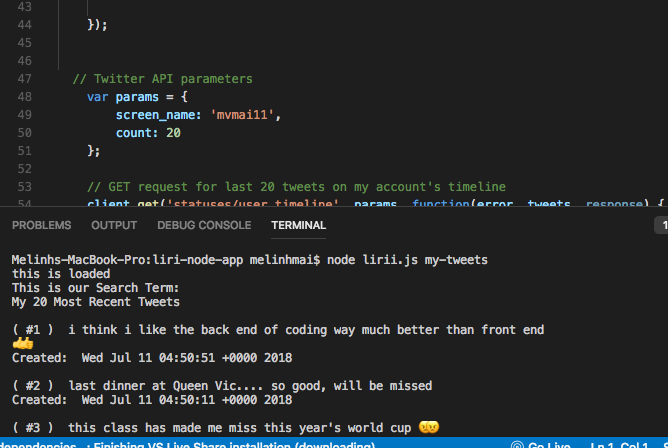 43
44 });
45
46
47 // Twitter API parameters
48 var params = {
49 screen_name: 'mvmai11',
50 count: 20
51 };
52
53 // GET request for last 20 tweets on my account's timeline
54 client.get('statuses/user_timeline', params, function(error, tweets, response) {
PROBLEMS OUTPUT DEBUG CONSOLE TERMINAL 1
Melinhs-MacBook-Pro:liri-node-app melinhmai$ node lirii.js my-tweets
this is loaded
This is our Search Term:
My 20 Most Recent Tweets
( #1 ) i think i like the back end of coding way much better than front end
👍👍
Created: Wed Jul 11 04:50:51 +0000 2018
( #2 ) last dinner at Queen Vic.... so good, will be missed
Created: Wed Jul 11 04:50:11 +0000 2018
( #3 ) this class has made me miss this year's world cup
dependencies. Finishing VS Live Share installation (downloading) Go Live Ln 1, Col 1